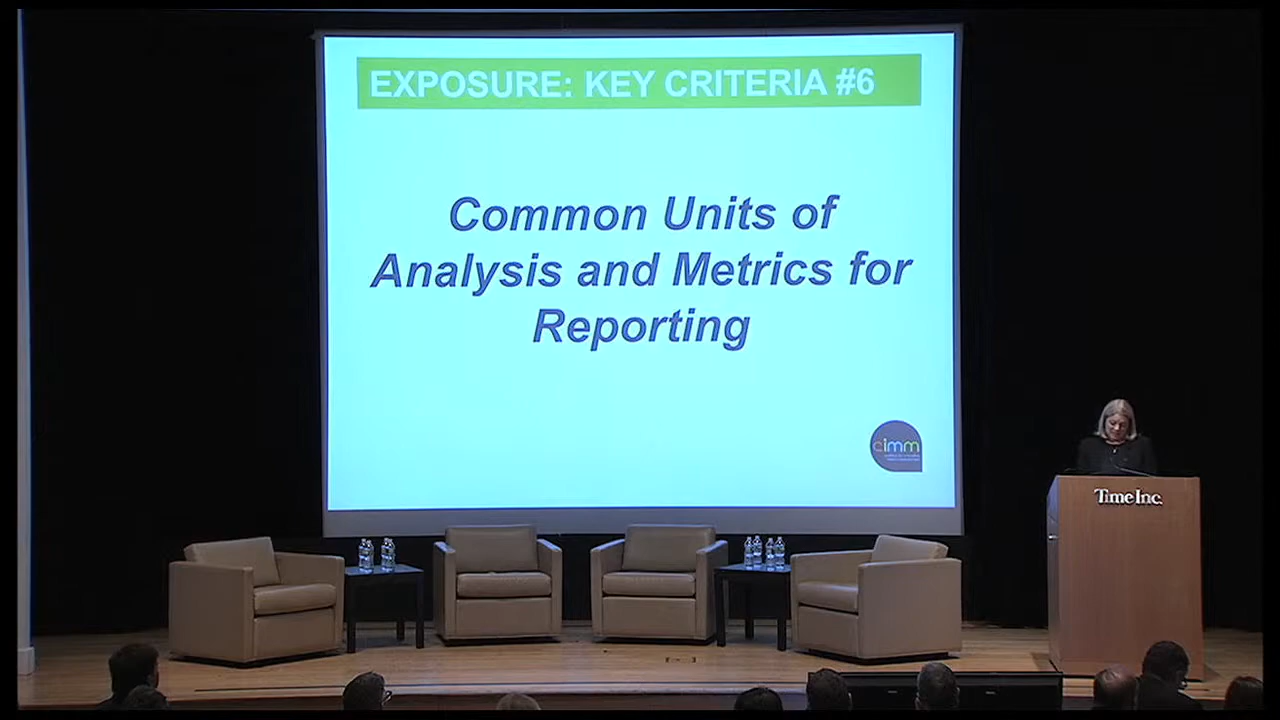 EXPOSURE: KEY CRITERIA #6
Common Units of
Analysis and Metrics for
Reporting
cimm
Time Inc.